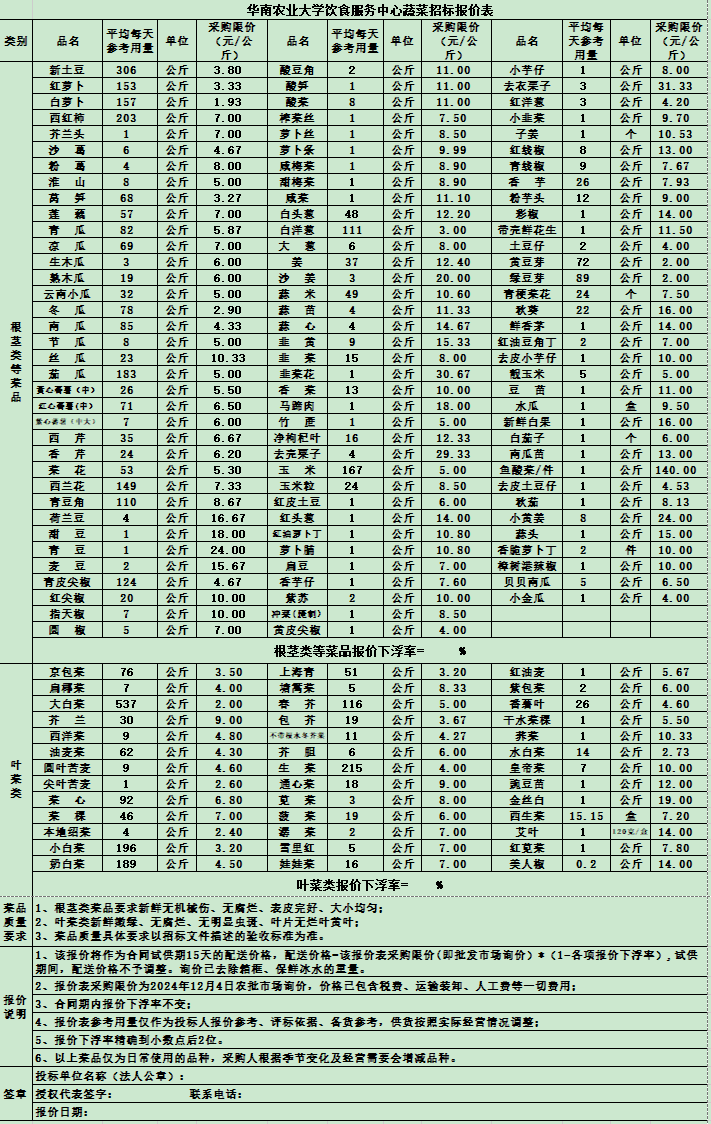 华南农业大学饮食服务中心蔬菜招标报价表
类别 品名 平均每天参考用量 单位 采购限价（元/公斤） 品名 平均每天参考用量 单位 采购限价（元/公斤） 品名 平均每天参考用量 单位 采购限价（元/公斤）
根茎类等菜品
新土豆 306 公斤 3.80 酸豆角 2 公斤 11.00 小芋仔 1 公斤 8.00
红萝卜 153 公斤 3.33 酸笋 1 公斤 11.00 去衣栗子 3 公斤 31.33
白萝卜 157 公斤 1.93 酸菜 8 公斤 11.00 红洋葱 3 公斤 4.20
西红柿 203 公斤 7.00 榨菜丝 1 公斤 7.50 小韭菜 1 公斤 9.70
芥兰头 1 公斤 7.00 萝卜丝 1 公斤 8.50 子姜 1 个 10.53
沙葛 6 公斤 4.67 萝卜条 1 公斤 9.99 红线椒 8 公斤 13.00
粉葛 4 公斤 8.00 咸梅菜 1 公斤 8.90 青线椒 9 公斤 7.67
淮山 8 公斤 5.00 甜梅菜 1 公斤 8.90 香芋 26 公斤 7.93
莴笋 68 公斤 3.27 咸菜 1 公斤 11.10 粉芋头 12 公斤 9.00
莲藕 57 公斤 7.00 白头葱 48 公斤 12.20 彩椒 1 公斤 14.00
青瓜 82 公斤 5.87 白洋葱 111 公斤 3.00 带壳鲜花生 1 公斤 11.50
凉瓜 69 公斤 7.00 大葱 6 公斤 8.00 土豆仔 2 公斤 4.00
生木瓜 3 公斤 6.00 姜 37 公斤 12.40 黄豆芽 72 公斤 2.00
熟木瓜 19 公斤 6.00 沙姜 3 公斤 20.00 绿豆芽 89 公斤 2.00
云南小瓜 32 公斤 5.00 蒜米 49 公斤 10.60 青梗菜花 24 个 7.50
冬瓜 78 公斤 2.90 蒜苗 4 公斤 11.33 秋葵 22 公斤 16.00
南瓜 85 公斤 4.33 蒜心 4 公斤 14.67 鲜香茅 1 公斤 14.00
节瓜 8 公斤 5.00 韭黄 9 公斤 15.33 红油豆角丁 2 公斤 7.00
丝瓜 23 公斤 10.33 韭菜 15 公斤 8.00 去皮小芋仔 1 公斤 10.00
茄瓜 183 公斤 5.00 韭菜花 1 公斤 30.67 靓玉米 5 公斤 5.00
黄心番薯(中) 26 公斤 5.50 香菜 13 公斤 10.00 豆苗 1 公斤 11.00
红心番薯(中) 71 公斤 6.50 马蹄肉 1 公斤 18.00 水瓜 1 盒 9.50
紫心番薯（中大） 7 公斤 6.00 竹蔗 1 公斤 5.00 新鲜白果 1 公斤 16.00
西芹 35 公斤 6.67 净枸杞叶 16 公斤 12.33 白茄子 1 个 6.00
香芹 24 公斤 6.20 去壳栗子 4 公斤 29.33 南瓜苗 1 公斤 13.00
菜花 53 公斤 5.30 玉米 167 公斤 5.00 鱼酸菜/件 1 公斤 140.00
西兰花 149 公斤 7.33 玉米粒 24 公斤 8.50 去皮土豆仔 1 公斤 4.53
青豆角 110 公斤 8.67 红皮土豆 1 公斤 6.00 秋茄 1 公斤 8.13
荷兰豆 4 公斤 16.67 红头葱 1 公斤 14.00 小黄姜 8 公斤 24.00
甜豆 1 公斤 18.00 红油萝卜丁 1 公斤 10.80 蒜头 1 公斤 15.00
青豆 1 公斤 24.00 萝卜脯 1 公斤 10.80 香脆萝卜丁 2 件 10.00
麦豆 2 公斤 15.67 扁豆 1 公斤 7.00 樟树港辣椒 1 公斤 10.00
青皮尖椒 124 公斤 4.67 香芋仔 1 公斤 7.60 贝贝南瓜 5 公斤 6.50
红尖椒 20 公斤 10.00 紫苏 2 公斤 10.00 小金瓜 1 公斤 4.00
指天椒 7 公斤 10.00 冲菜(腌制) 1 公斤 8.50
圆椒 5 公斤 7.00 黄皮尖椒 1 公斤 4.00
根茎类等菜品报价下浮率= %
叶菜类
京包菜 76 公斤 3.50 上海青 51 公斤 3.20 红油麦 1 公斤 5.67
扁椰菜 7 公斤 4.00 塘蒿菜 5 公斤 8.33 紫包菜 2 公斤 6.00
大白菜 537 公斤 2.00 春芥 116 公斤 5.00 番薯叶 26 公斤 4.60
芥兰 30 公斤 9.00 包芥 19 公斤 3.67 干水菜稞 1 公斤 5.50
西洋菜 9 公斤 4.80 不带梗水冬芥菜 11 公斤 4.27 荞菜 1 公斤 10.33
油麦菜 62 公斤 4.30 芥胆 6 公斤 6.00 水白菜 14 公斤 2.73
圆叶苦麦 9 公斤 4.60 生菜 215 公斤 4.00 皇帝菜 7 公斤 10.00
尖叶苦麦 1 公斤 2.60 通心菜 18 公斤 9.00 豌豆苗 1 公斤 12.00
菜心 92 公斤 6.80 苋菜 3 公斤 8.00 金丝白 1 公斤 19.00
菜稞 46 公斤 7.00 菠菜 19 公斤 6.00 西生菜 15.15 盒 7.20
本地绍菜 4 公斤 2.40 潺菜 2 公斤 7.00 艾叶 1 120克/盒 14.00
小白菜 196 公斤 3.20 雪里红 5 公斤 7.00 红苋菜 1 公斤 7.80
奶白菜 189 公斤 4.50 娃娃菜 16 公斤 7.00 美人椒 0.2 公斤 14.00
叶菜类报价下浮率= %
菜品质量要求
1、根茎类菜品要求新鲜无机械伤、无腐烂、表皮完好、大小均匀；
2、叶菜类新鲜嫩绿、无腐烂、无明显虫斑、叶片无烂叶黄叶；
3、菜品质量具体要求以招标文件描述的验收标准为准。
报价说明
1、该报价将作为合同试供期15天的配送价格，配送价格=该报价表采购限价(即批发市场询价）*（1-各项报价下浮率），试供
期间，配送价格不予调整。询价已去除箱框、保鲜冰水的重量。
2、报价表采购限价为2024年12月4日农批市场询价，价格已包含税费、运输装卸、人工费等一切费用；
3、合同期内报价下浮率不变；
4、报价表参考用量仅作为投标人报价参考、评标依据、备货参考，供货按照实际经营情况调整；
5、报价下浮率精确到小数点后2位。
6、以上菜品仅为日常使用的品种，采购人根据季节变化及经营需要会增减品种。
签章
投标单位名称（法人公章）：
授权代表签字： 联系电话：
报价日期：